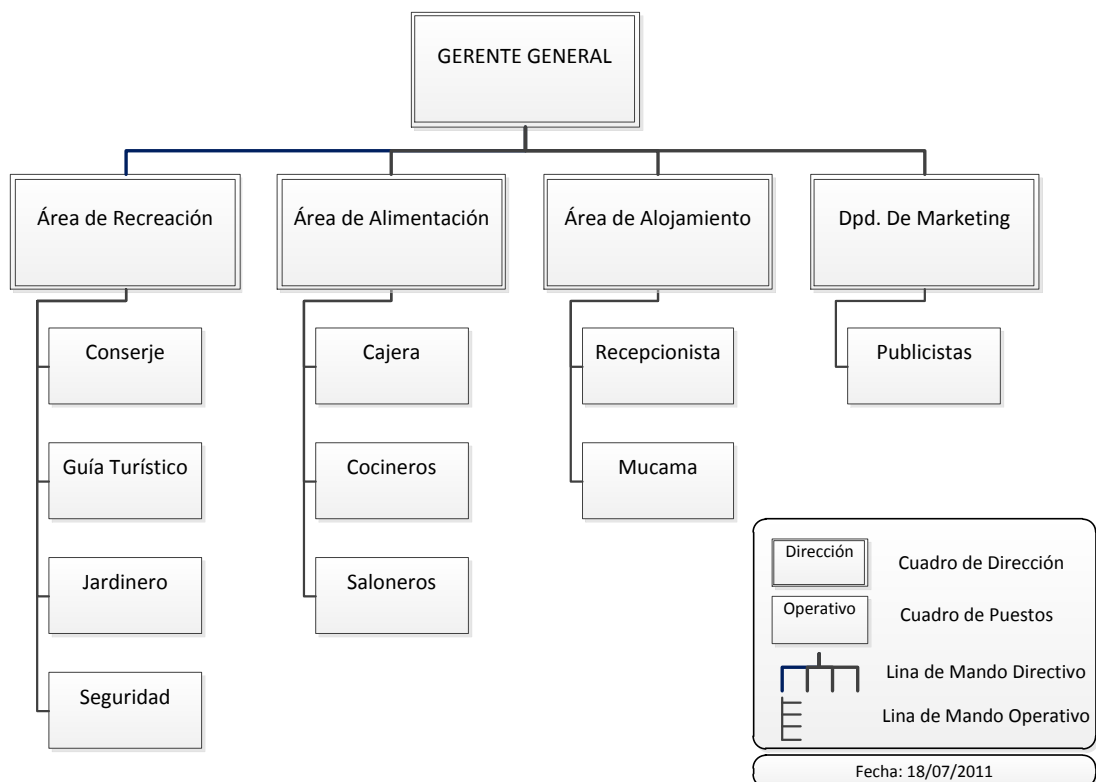 GERENTE GENERAL
Área de Recreación
Área de Alimentación
Área de Alojamiento
Dpd. De Marketing
Conserje
Cajera
Recepcionista
Publicistas
Guía Turístico
Cocineros
Mucama
Jardinero
Saloneros
Seguridad
Dirección
Cuadro de Dirección
Operativo
Cuadro de Puestos
Lina de Mando Directivo
Lina de Mando Operativo
Fecha: 18/07/2011